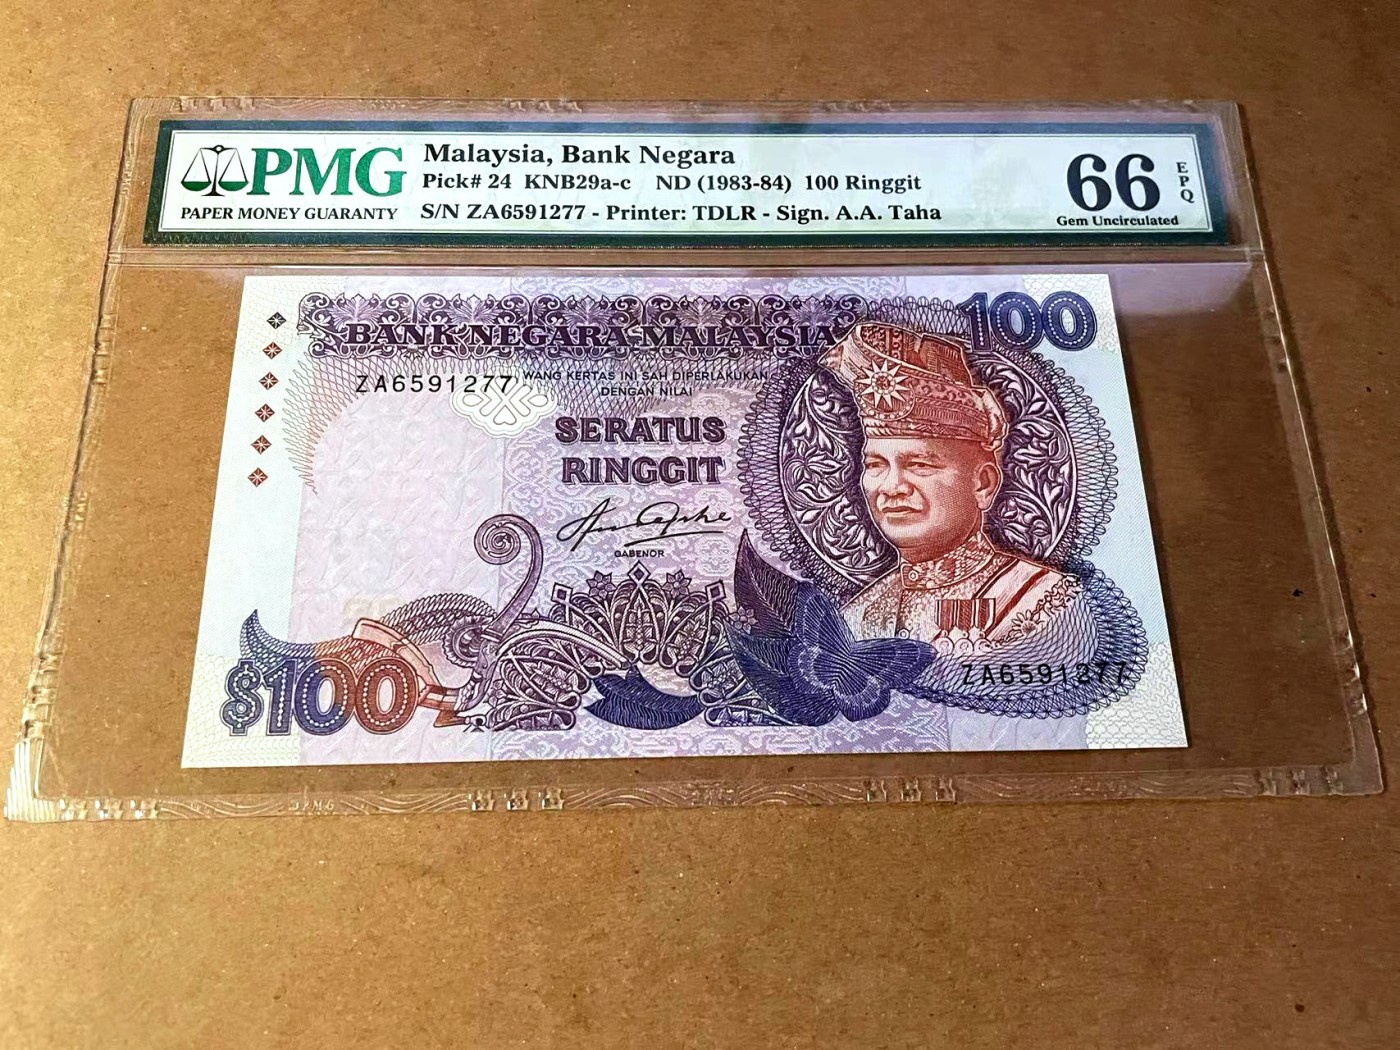 PMG
PAPER MONEY GUARANTY
Malaysia, Bank Negara
Pick# 24 KNB29a-c ND (1983-84) 100 Ringgit
S/N ZA6591277 - Printer: TDLR - Sign. A.A. Taha
66
EPQ
Gem Uncirculated
BANK NEGARA MALAYSIA
100
ZA6591277
WANG KERTAS INI SAH DIPERLAKUKAN
DENGAN NILAI
SERATUS
RINGGIT
GABENOR
$100
ZA6591277
PMG